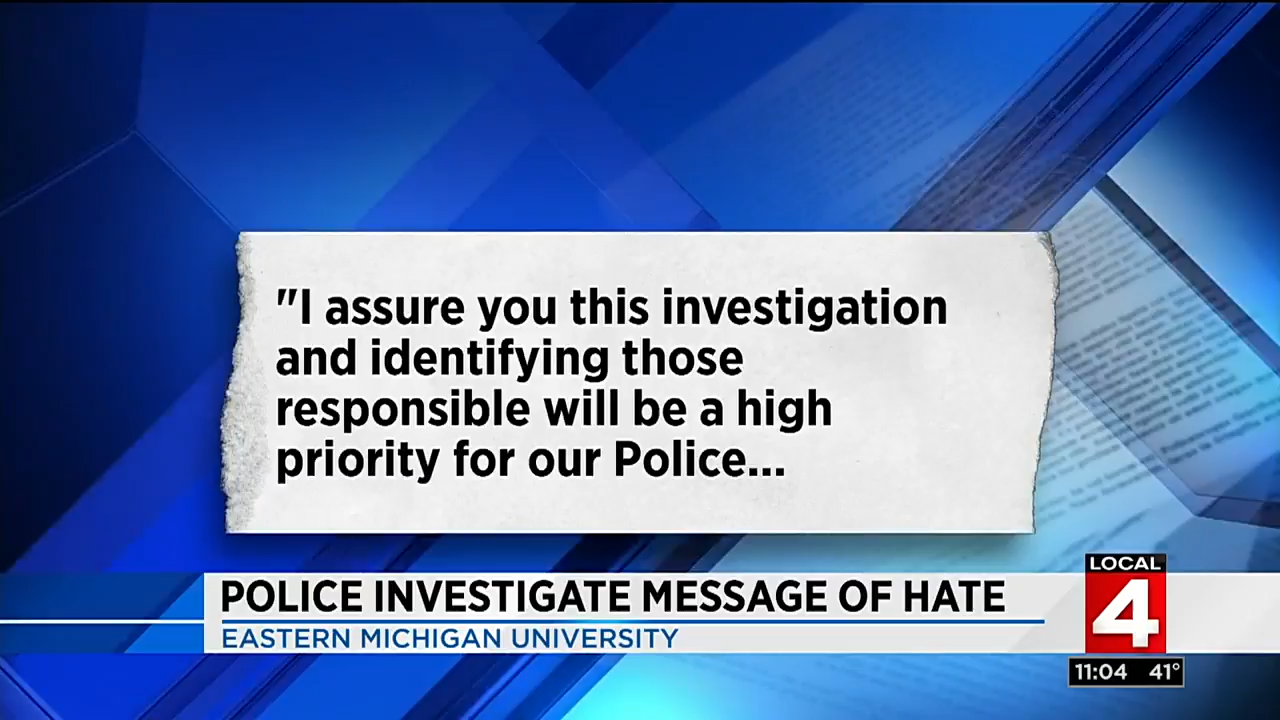 "I assure you this investigation
and identifying those
responsible will be a high
priority for our Police...
POLICE INVESTIGATE MESSAGE OF HATE
EASTERN MICHIGAN UNIVERSITY
LOCAL
4
11:04 41°